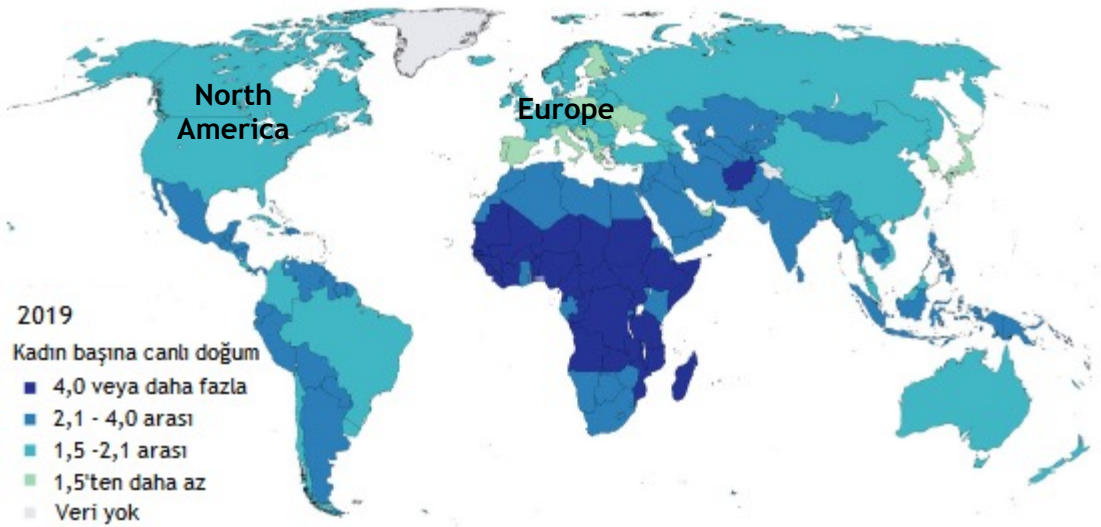 North
America
Europe
2019
Kadın başına canlı doğum
4,0 veya daha fazla
2,1 - 4,0 arası
1,5 -2,1 arası
1,5'ten daha az
Veri yok